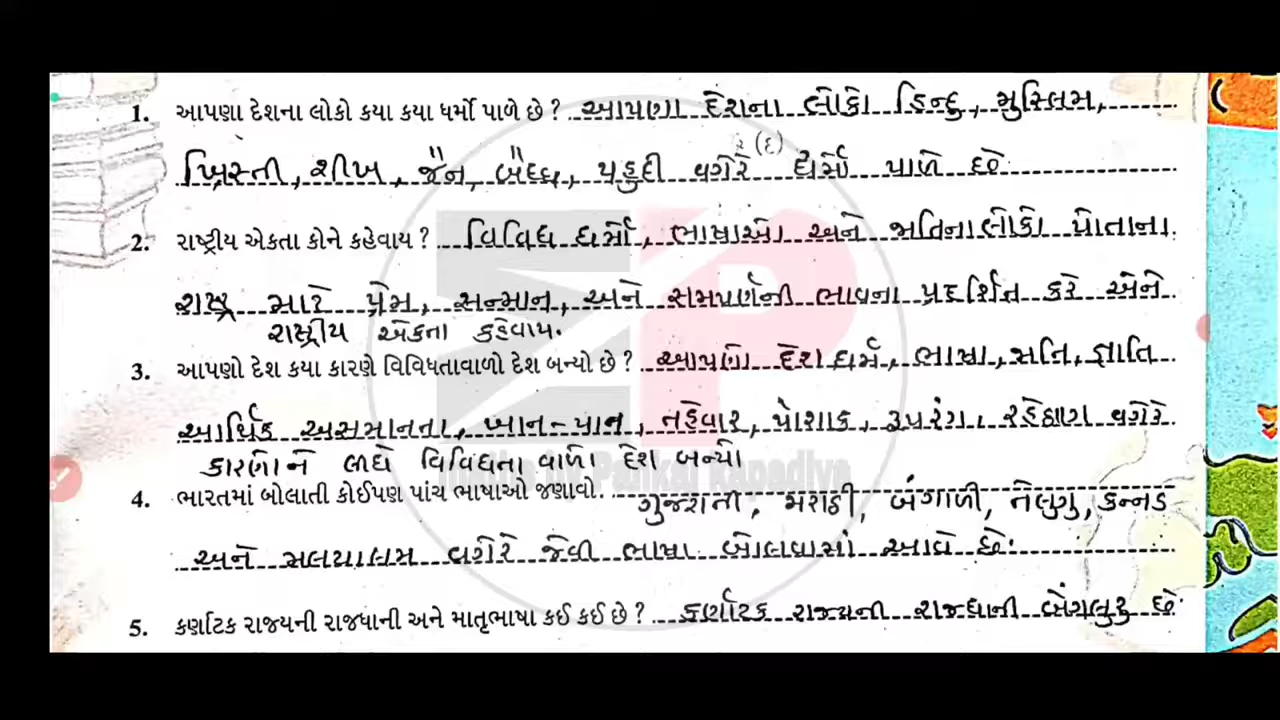 1. આપણા દેશના લોકો કયા કયા ધર્મો પાળે છે ? આપણા દેશના લોકો હિન્દુ, મુસ્લિમ,
ખ્રિસ્તી, શીખ, જૈન, બૌદ્ધ, યહુદી વગેરે ધર્મો પાળે છે.
2. રાષ્ટ્રીય એકતા કોને કહેવાય ? વિવિધ ધર્મો, ભાષાઓ અને જાતિના લોકો પોતાના
રાષ્ટ્ર માટે પ્રેમ, સન્માન, અને સમપર્ણની ભાવના પ્રદર્શિત કરે એને
રાષ્ટ્રીય એકતા કહેવાય.
3. આપણો દેશ કયા કારણે વિવિધતાવાળો દેશ બન્યો છે ? આપણો દેશ ધર્મ, ભાષા, જાતિ, જ્ઞાતિ
આર્થિક અસમાનતા, ખાન-પાન, તહેવાર, પોશાક, રૂપરંગ, રહેઠાણ વગેરે
કારણોને લીધે વિવિધતા વાળો દેશ બન્યો
4. ભારતમાં બોલાતી કોઈપણ પાંચ ભાષાઓ જણાવો. ગુજરાતી, મરાઠી, બંગાળી, તેલુગુ, કન્નડ
અને મલયાલમ વગેરે જેવી ભાષા બોલવામાં આવે છે.
5. કર્ણાટક રાજ્યની રાજધાની અને માતૃભાષા કઈ કઈ છે ? કર્ણાટક રાજ્યની રાજધાની બેંગલુરુ છે